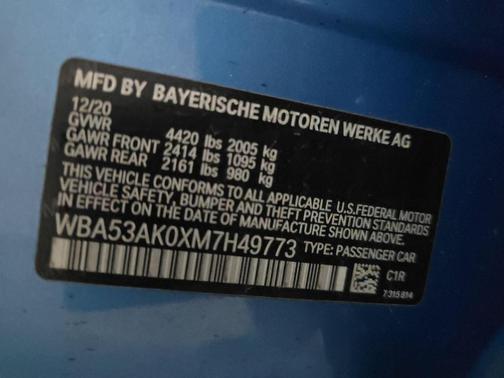 MFD BY BAYERISCHE MOTOREN WERKE AG
12/20
GVWR 4420 lbs 2005 kg
GAWR FRONT 2414 lbs 1095 kg
GAWR REAR 2161 lbs 980 kg
THIS VEHICLE CONFORMS TO ALL APPLICABLE U.S.FEDERAL MOTOR
VEHICLE SAFETY, BUMPER AND THEFT PREVENTION STANDARDS
IN EFFECT ON THE DATE OF MANUFACTURE SHOWN ABOVE.
WBA53AK0XM7H49773 TYPE: PASSENGER CAR
C1R
7 315 814